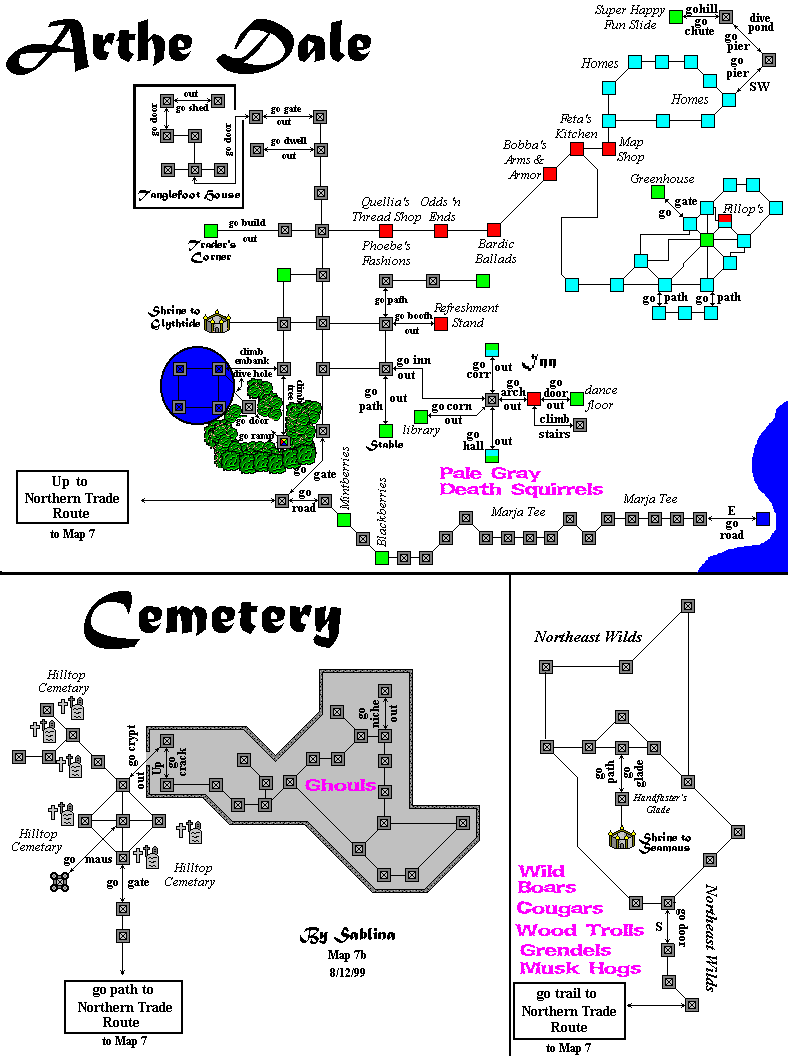 Arthe Dale
Super Happy
Fun Slide
go hill
go
chute
dive
pond
go
pier
go
pier
SW
Homes
Homes
out
go shed
go door
go door
Tanglefoot House
go gate
out
go dwell
out
Feta's
Kitchen
Map
Shop
Bobba's
Arms &
Armor
Greenhouse
gate
go
Fillop's
go path
go path
go build
out
Trader's
Corner
Quellia's
Thread Shop
Odds 'n
Ends
Phoebe's
Fashions
Bardic
Ballads
go path
go booth
out
Refreshment
Stand
Shrine to
Glythtide
climb
embank
dive hole
climb
tree
go door
go ramp
go
gate
go inn
out
go
path
out
Stable
go
corr
out
Inn
go
arch
out
go
door
out
dance
floor
go corn
out
library
climb
stairs
go
hall
out
Pale Gray
Death Squirrels
Up to
Northern Trade
Route
to Map 7
go
road
Mintberries
Blackberries
Marja Tee
Marja Tee
E
go
road
Cemetery
Hilltop
Cemetary
go crypt
out
Up
go
crack
go
niche
out
Ghouls
Hilltop
Cemetary
go maus
go
gate
Hilltop
Cemetary
By Sablina
Map 7b
8/12/99
go path to
Northern Trade
Route
to Map 7
Northeast Wilds
go
path
go
glade
Handfaster's
Glade
Shrine to
Seamaus
Wild
Boars
Cougars
Wood Trolls
Grendels
Musk Hogs
S
go door
Northeast Wilds
go trail to
Northern Trade
Route
to Map 7